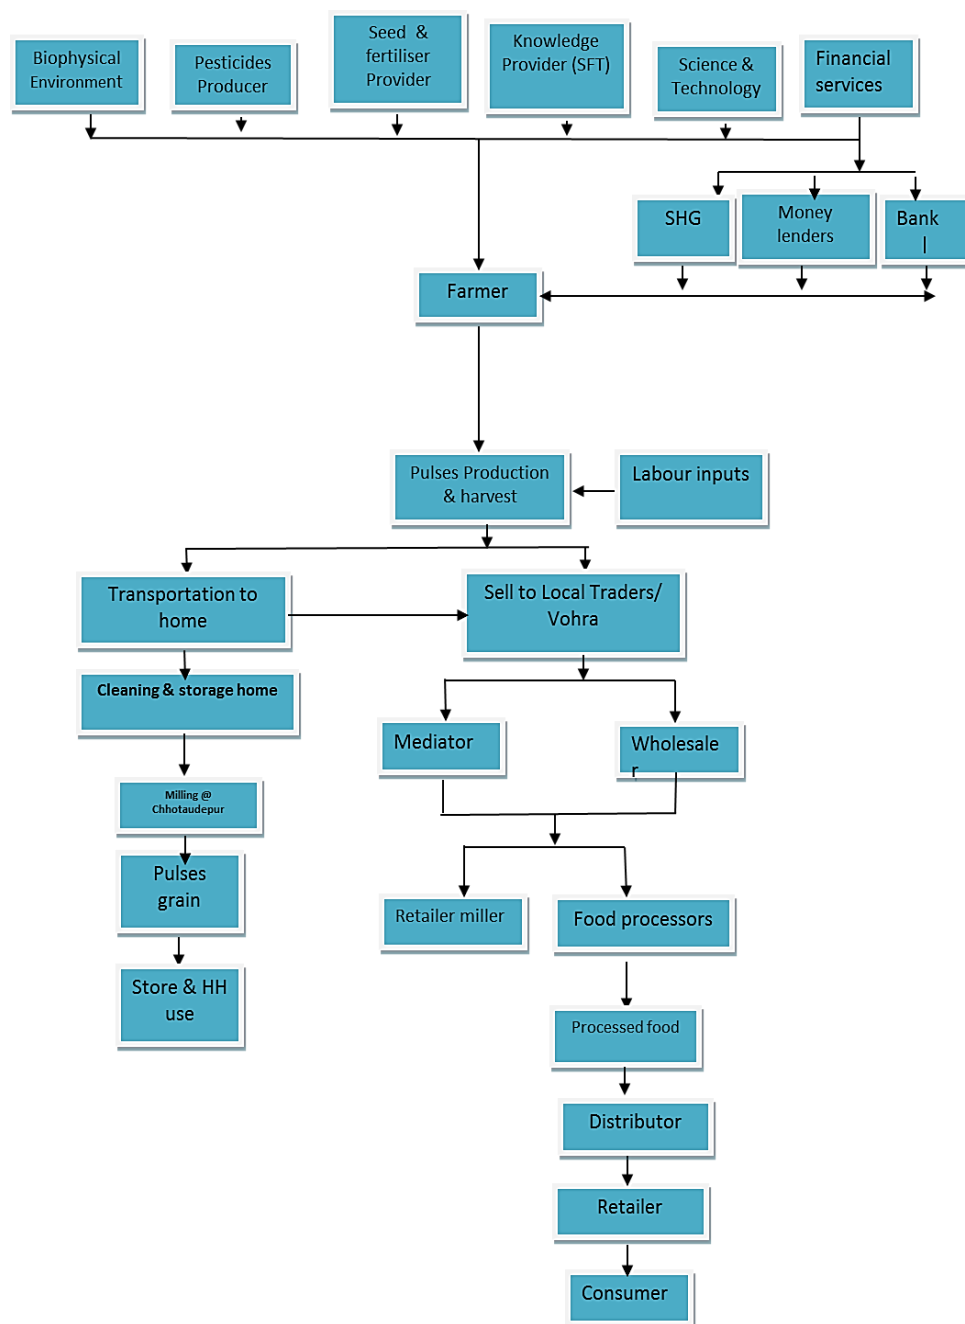 Biophysical
Environment
Pesticides
Producer
Seed &
fertiliser
Provider
Knowledge
Provider (SFT)
Science &
Technology
Financial
services
SHG
Money
lenders
Bank
l
Farmer
Pulses Production
& harvest
Labour inputs
Transportation to
home
Sell to Local Traders/
Vohra
Cleaning & storage home
Mediator
Wholesale
r
Milling @
Chhotaudepur
Pulses
grain
Retailer miller
Food processors
Store & HH
use
Processed food
Distributor
Retailer
Consumer